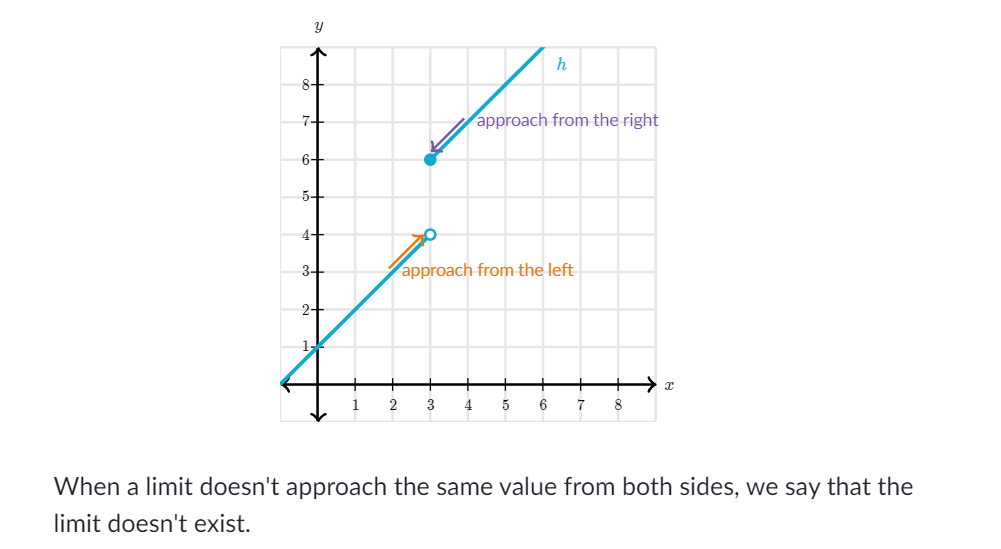 y
h
8
7
approach from the right
6
5
4
3
approach from the left
2
1
x
1 2 3 4 5 6 7 8
When a limit doesn't approach the same value from both sides, we say that the
limit doesn't exist.